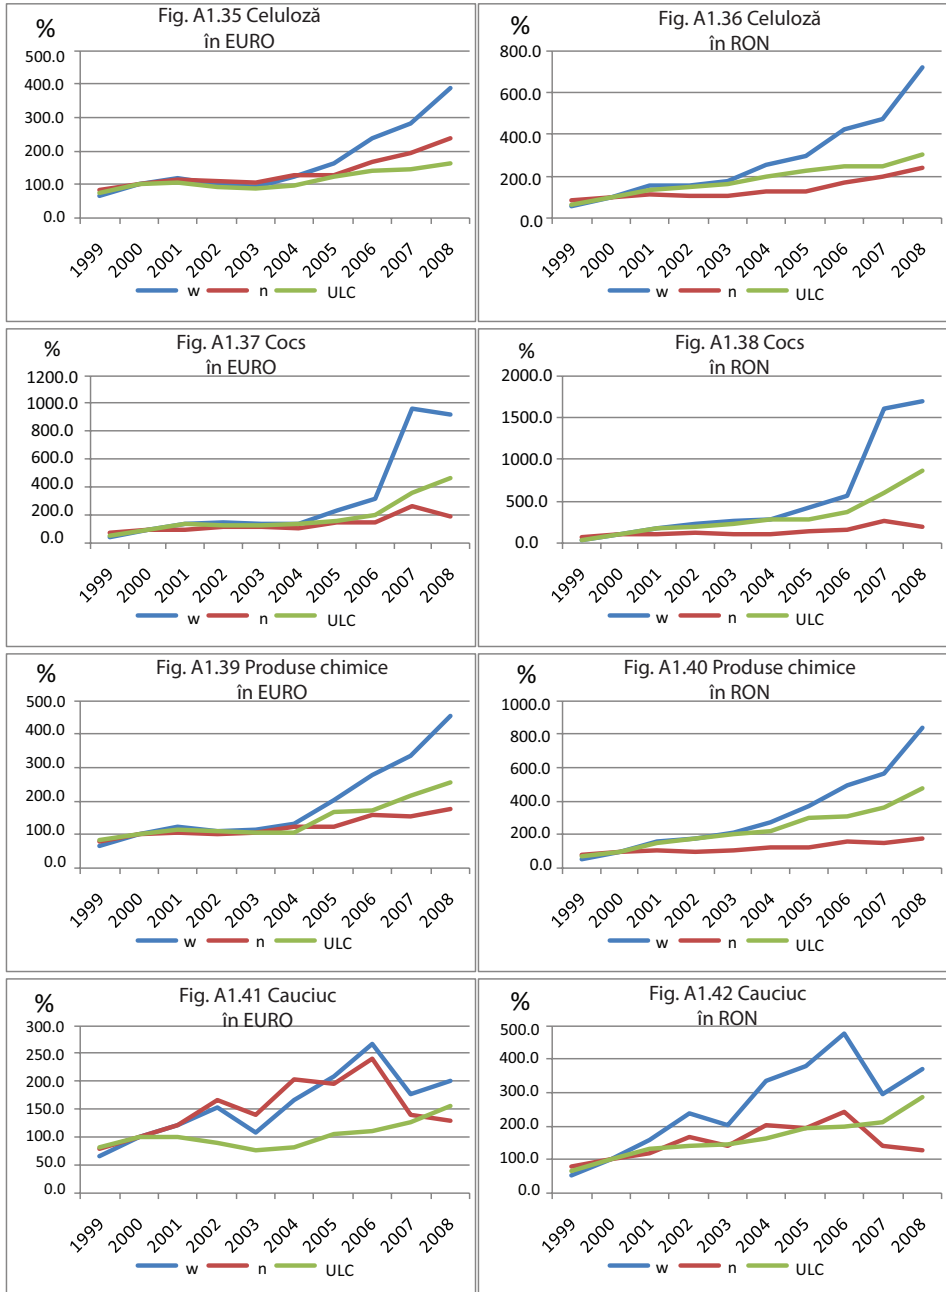 Fig. A1.35 Celuloză
în EURO
%
500.0
400.0
300.0
200.0
100.0
0.0
1999 2000 2001 2002 2003 2004 2005 2006 2007 2008
w n ULC
Fig. A1.36 Celuloză
în RON
%
800.0
600.0
400.0
200.0
0.0
1999 2000 2001 2002 2003 2004 2005 2006 2007 2008
w n ULC
Fig. A1.37 Cocs
în EURO
%
1200.0
1000.0
800.0
600.0
400.0
200.0
0.0
1999 2000 2001 2002 2003 2004 2005 2006 2007 2008
w n ULC
Fig. A1.38 Cocs
în RON
%
2000.0
1500.0
1000.0
500.0
0.0
1999 2000 2001 2002 2003 2004 2005 2006 2007 2008
w n ULC
Fig. A1.39 Produse chimice
în EURO
%
500.0
400.0
300.0
200.0
100.0
0.0
1999 2000 2001 2002 2003 2004 2005 2006 2007 2008
w n ULC
Fig. A1.40 Produse chimice
în RON
%
1000.0
800.0
600.0
400.0
200.0
0.0
1999 2000 2001 2002 2003 2004 2005 2006 2007 2008
w n ULC
Fig. A1.41 Cauciuc
în EURO
%
300.0
250.0
200.0
150.0
100.0
50.0
0.0
1999 2000 2001 2002 2003 2004 2005 2006 2007 2008
w n ULC
Fig. A1.42 Cauciuc
în RON
%
500.0
400.0
300.0
200.0
100.0
0.0
1999 2000 2001 2002 2003 2004 2005 2006 2007 2008
w n ULC